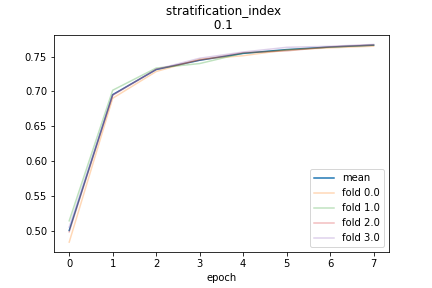 stratification_index
0.1
0.75
0.70
0.65
0.60
0.55
0.50
mean
fold 0.0
fold 1.0
fold 2.0
fold 3.0
0 1 2 3 4 5 6 7
epoch